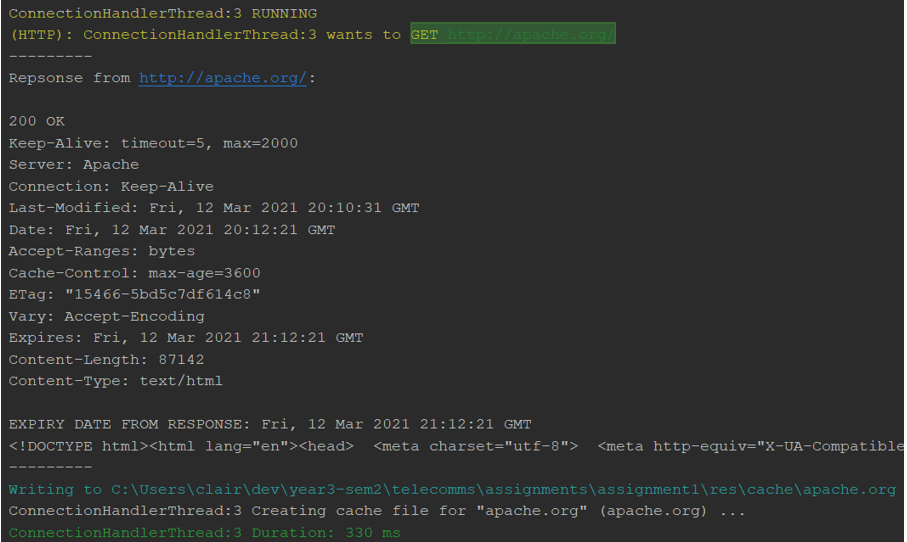 ConnectionHandlerThread:3 RUNNING
(HTTP): ConnectionHandlerThread:3 wants to GET http://apache.org/
---------
Repsonse from http://apache.org/:
200 OK
Keep-Alive: timeout=5, max=2000
Server: Apache
Connection: Keep-Alive
Last-Modified: Fri, 12 Mar 2021 20:10:31 GMT
Date: Fri, 12 Mar 2021 20:12:21 GMT
Accept-Ranges: bytes
Cache-Control: max-age=3600
ETag: "15466-5bd5c7df614c8"
Vary: Accept-Encoding
Expires: Fri, 12 Mar 2021 21:12:21 GMT
Content-Length: 87142
Content-Type: text/html
EXPIRY DATE FROM RESPONSE: Fri, 12 Mar 2021 21:12:21 GMT
<!DOCTYPE html><html lang="en"><head>  <meta charset="utf-8">  <meta http-equiv="X-UA-Compatible
---------
Writing to C:\Users\clair\dev\year3-sem2\telecomms\assignments\assignment1\res\cache\apache.org
ConnectionHandlerThread:3 Creating cache file for "apache.org" (apache.org) ...
ConnectionHandlerThread:3 Duration: 330 ms